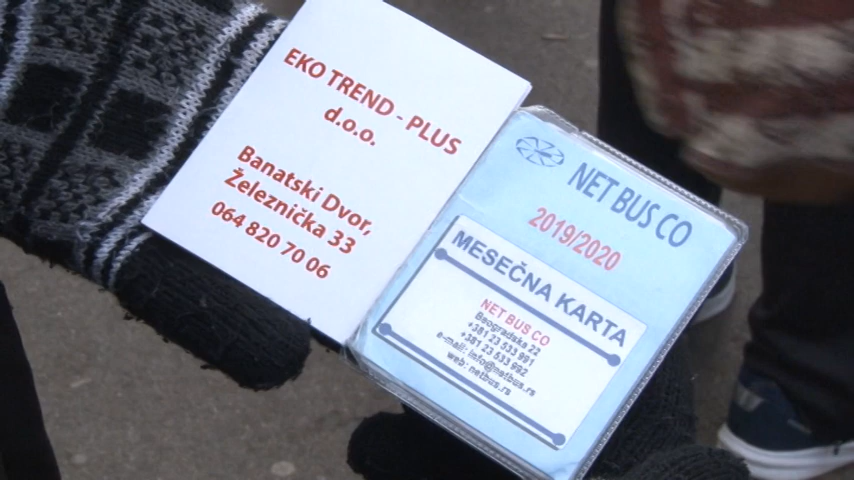 EKO TREND - PLUS
d.o.o.
Banatski Dvor,
Železnička 33
064 820 70 06
NET BUS CO
2019/2020
MESEČNA KARTA
NET BUS CO
Beogradska 22
+381 23 533 991
+381 23 533 992
e-mail: info@netbus.rs
web: netbus.rs